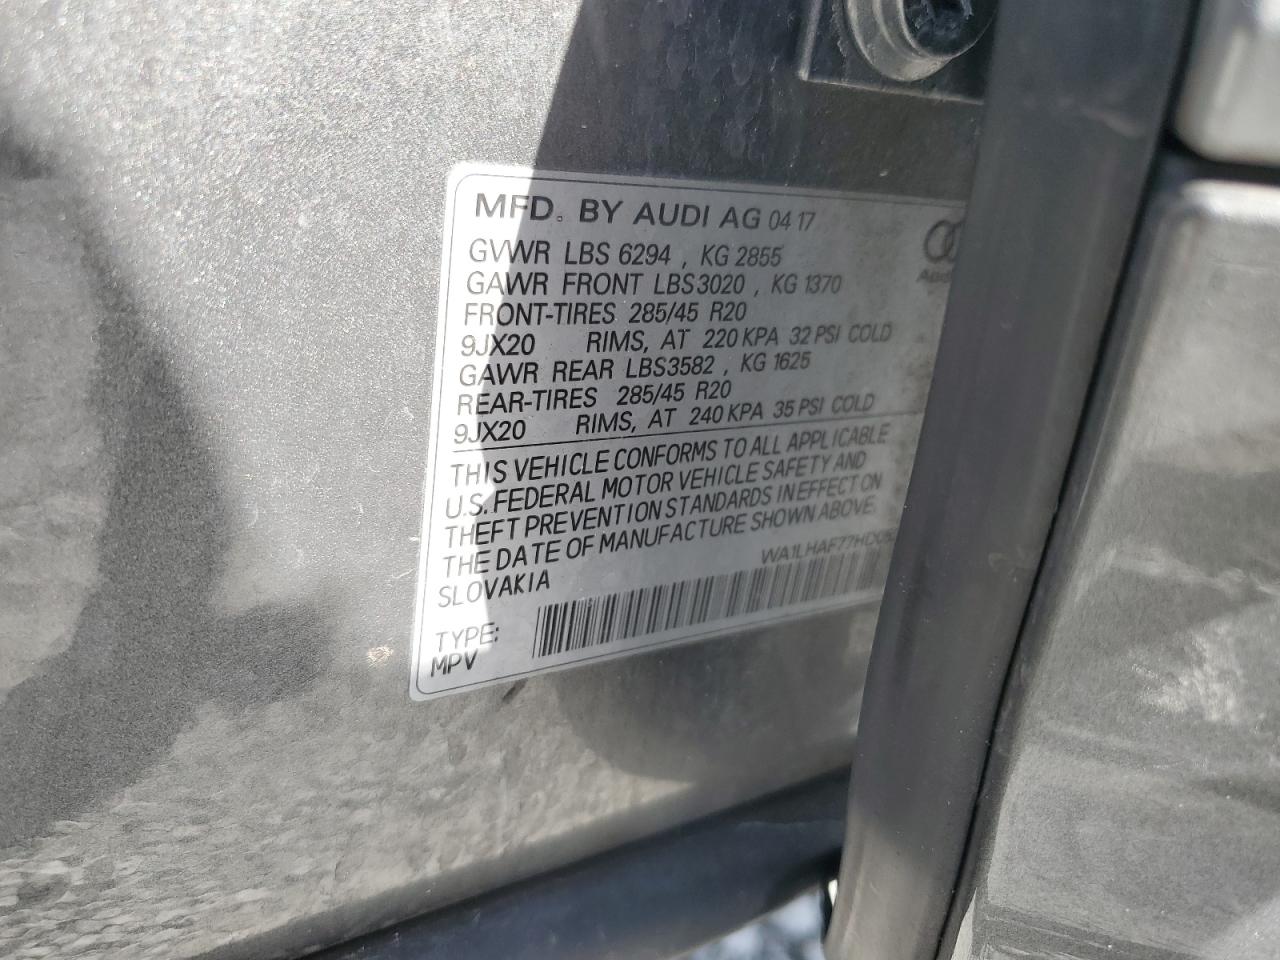 MFD. BY AUDI AG 04 17
GVWR LBS 6294 , KG 2855
GAWR FRONT LBS3020 , KG 1370
FRONT-TIRES 285/45 R20
9JX20 RIMS, AT 220 KPA 32 PSI COLD
GAWR REAR LBS3582 , KG 1625
REAR-TIRES 285/45 R20
9JX20 RIMS, AT 240 KPA 35 PSI COLD
THIS VEHICLE CONFORMS TO ALL APPLICABLE
U.S. FEDERAL MOTOR VEHICLE SAFETY AND
THEFT PREVENTION STANDARDS IN EFFECT ON
THE DATE OF MANUFACTURE SHOWN ABOVE.
SLOVAKIA
TYPE:
MPV